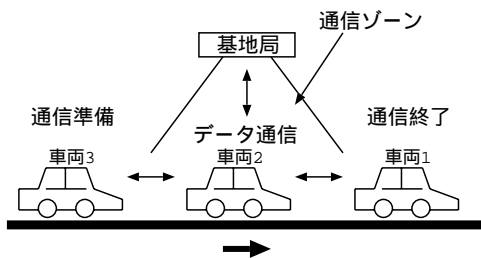 通信ゾーン
基地局
通信準備
通信終了
データ通信
車両3
車両2
車両1